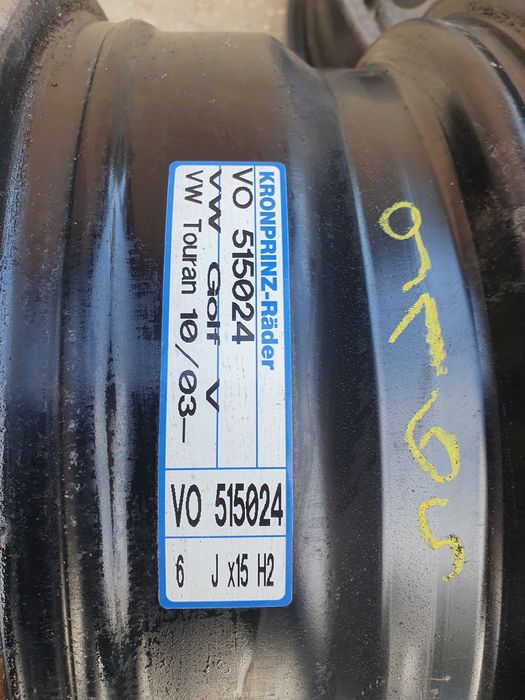 KRONPRINZ-Räder
VO 515024
VW Golf V
VW Touran 10/03-
VO 515024
6 J x15 H2